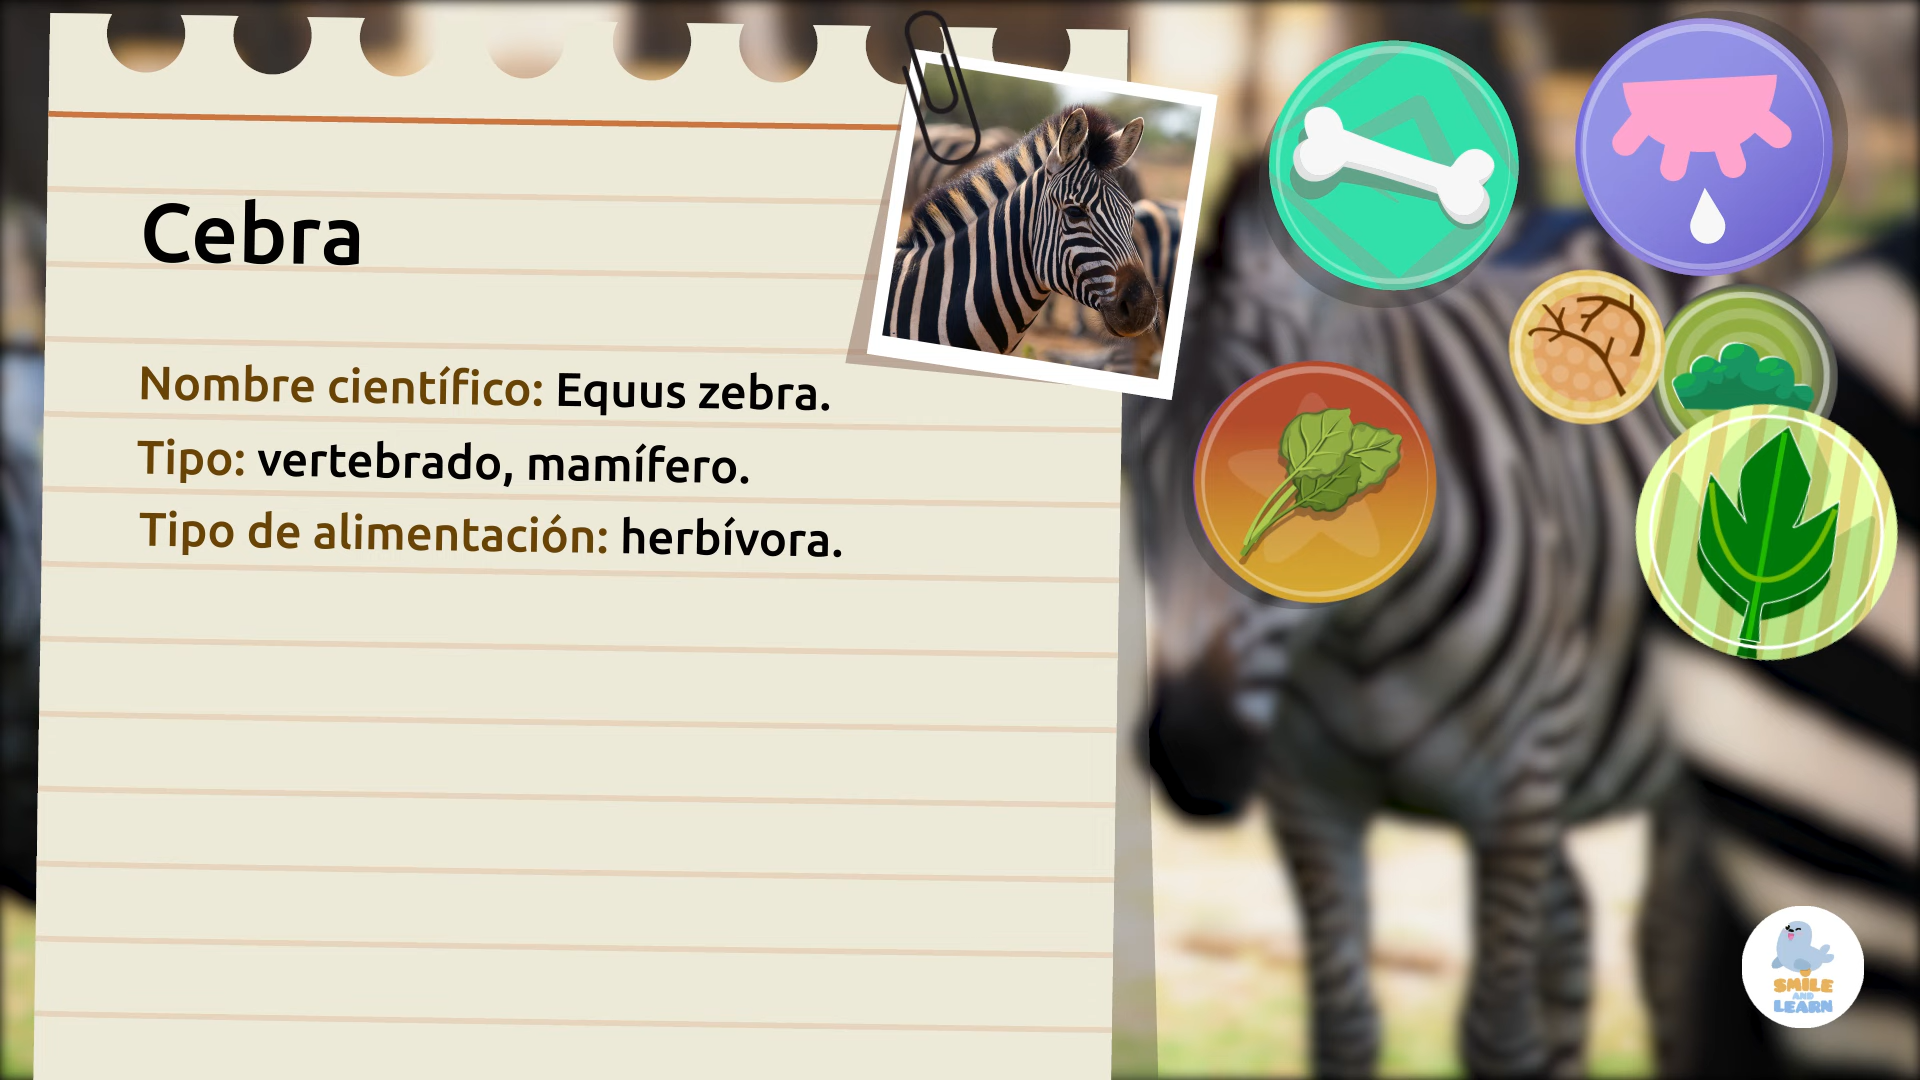 Cebra
Nombre científico: Equus zebra.
Tipo: vertebrado, mamífero.
Tipo de alimentación: herbívora.
SMILE
AND
LEARN